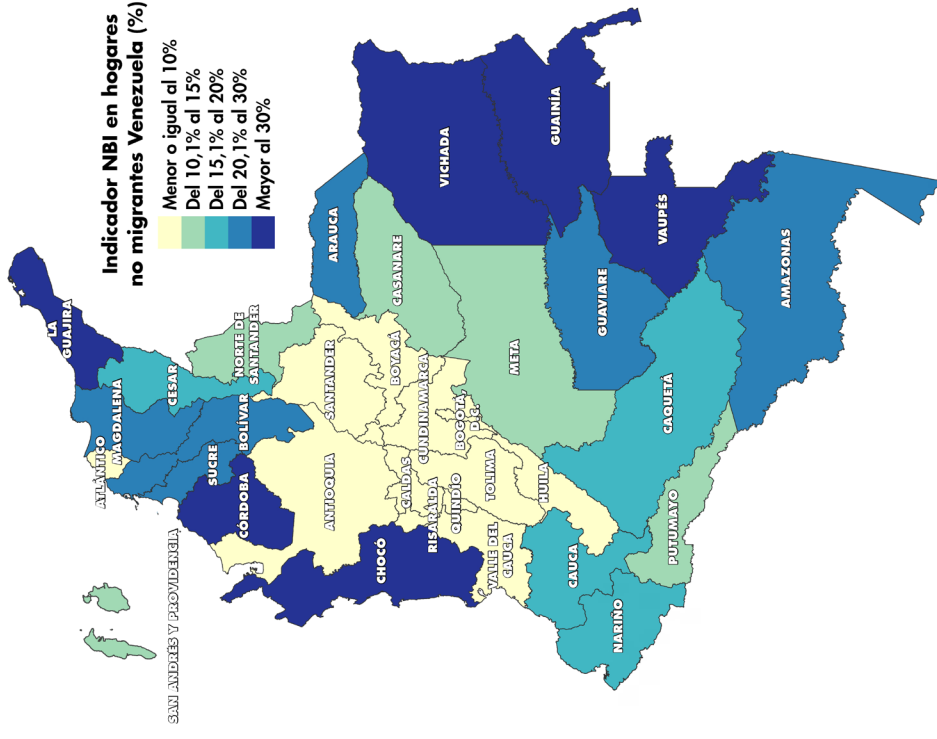 Indicador NBI en hogares
no migrantes Venezuela (%)
Menor o igual al 10%
Del 10,1% al 15%
Del 15,1% al 20%
Del 20,1% al 30%
Mayor al 30%
SAN ANDRES Y PROVIDENCIA
LA
GUAJIRA
ATLÁNTICO
MAGDALENA
CESAR
NORTE DE
SANTANDER
SUCRE
BOLÍVAR
CÓRDOBA
ANTIOQUIA
SANTANDER
ARAUCA
CHOCÓ
CALDAS
BOYACÁ
CASANARE
RISARALDA
CUNDINAMARCA
VICHADA
QUINDÍO
BOGOTÁ
D.C.
VALLE DEL
CAUCA
TOLIMA
META
HUILA
GUAINÍA
CAUCA
GUAVIARE
NARIÑO
PUTUMAYO
CAQUETÁ
VAUPÉS
AMAZONAS